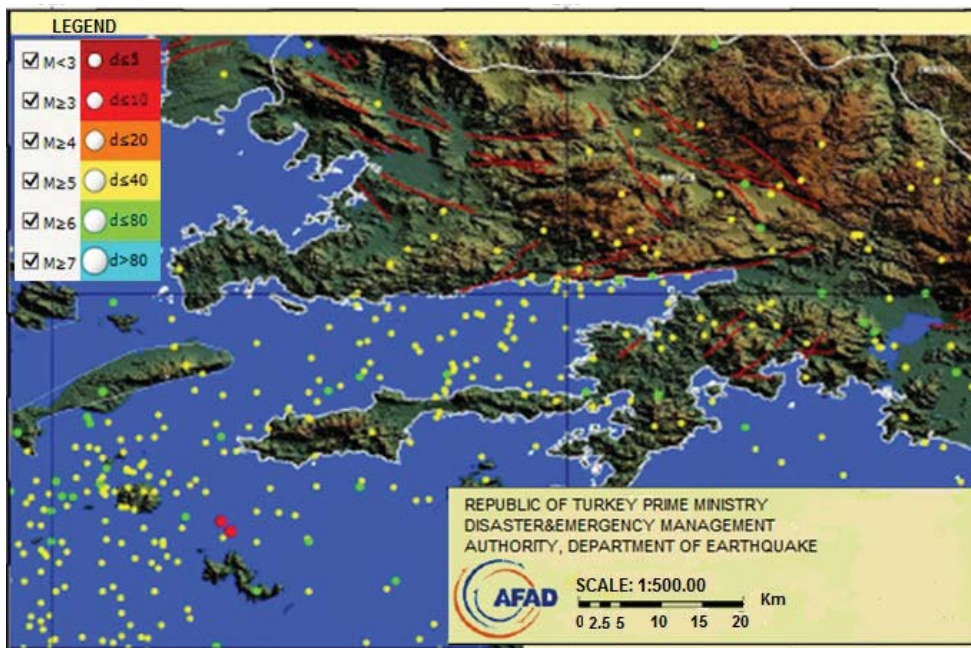 LEGEND
M<3 d≤5
M≥3 d≤10
M≥4 d≤20
M≥5 d≤40
M≥6 d≤80
M≥7 d>80
REPUBLIC OF TURKEY PRIME MINISTRY
DISASTER&EMERGENCY MANAGEMENT
AUTHORITY, DEPARTMENT OF EARTHQUAKE
AFAD
SCALE: 1:500.00
Km
0 2.5 5 10 15 20